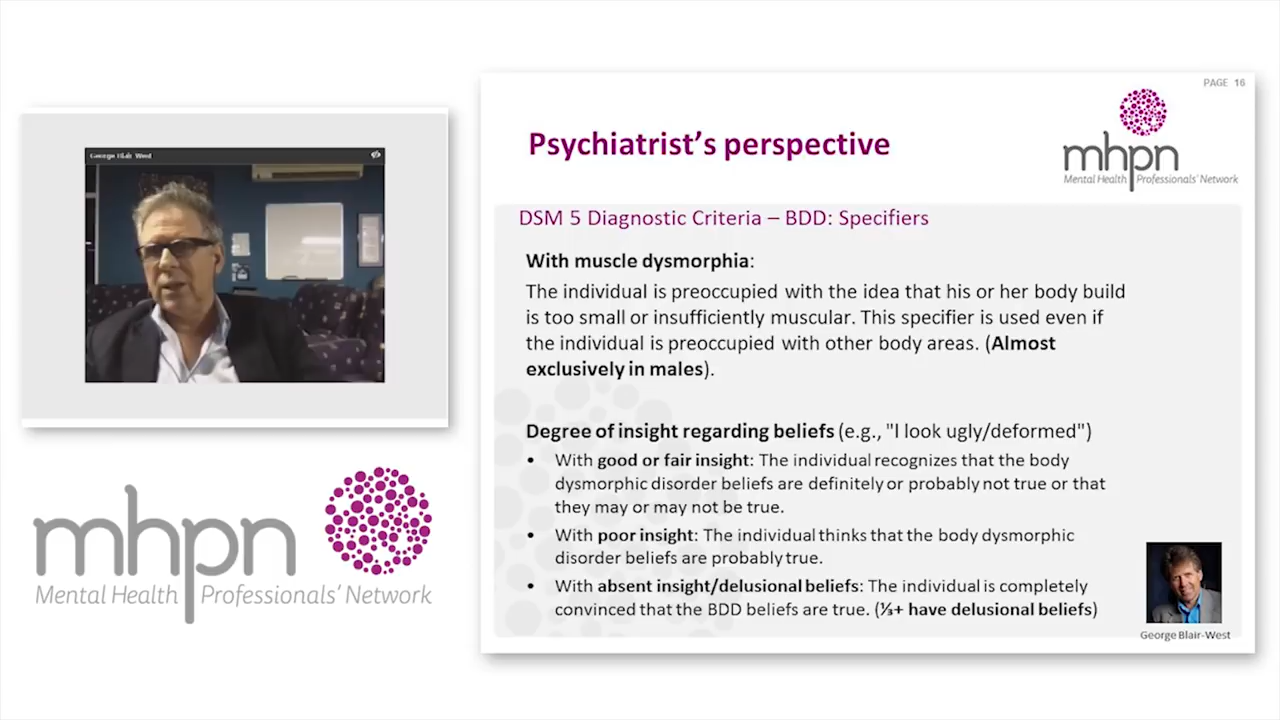 George Blair West
mhpn
Mental Health Professionals' Network
PAGE 16
Psychiatrist's perspective
mhpn
Mental Health Professionals' Network
DSM 5 Diagnostic Criteria – BDD: Specifiers
With muscle dysmorphia:
The individual is preoccupied with the idea that his or her body build
is too small or insufficiently muscular. This specifier is used even if
the individual is preoccupied with other body areas. (Almost
exclusively in males).
Degree of insight regarding beliefs (e.g., "I look ugly/deformed")
• With good or fair insight: The individual recognizes that the body
dysmorphic disorder beliefs are definitely or probably not true or that
they may or may not be true.
• With poor insight: The individual thinks that the body dysmorphic
disorder beliefs are probably true.
• With absent insight/delusional beliefs: The individual is completely
convinced that the BDD beliefs are true. (⅓+ have delusional beliefs)
George Blair-West